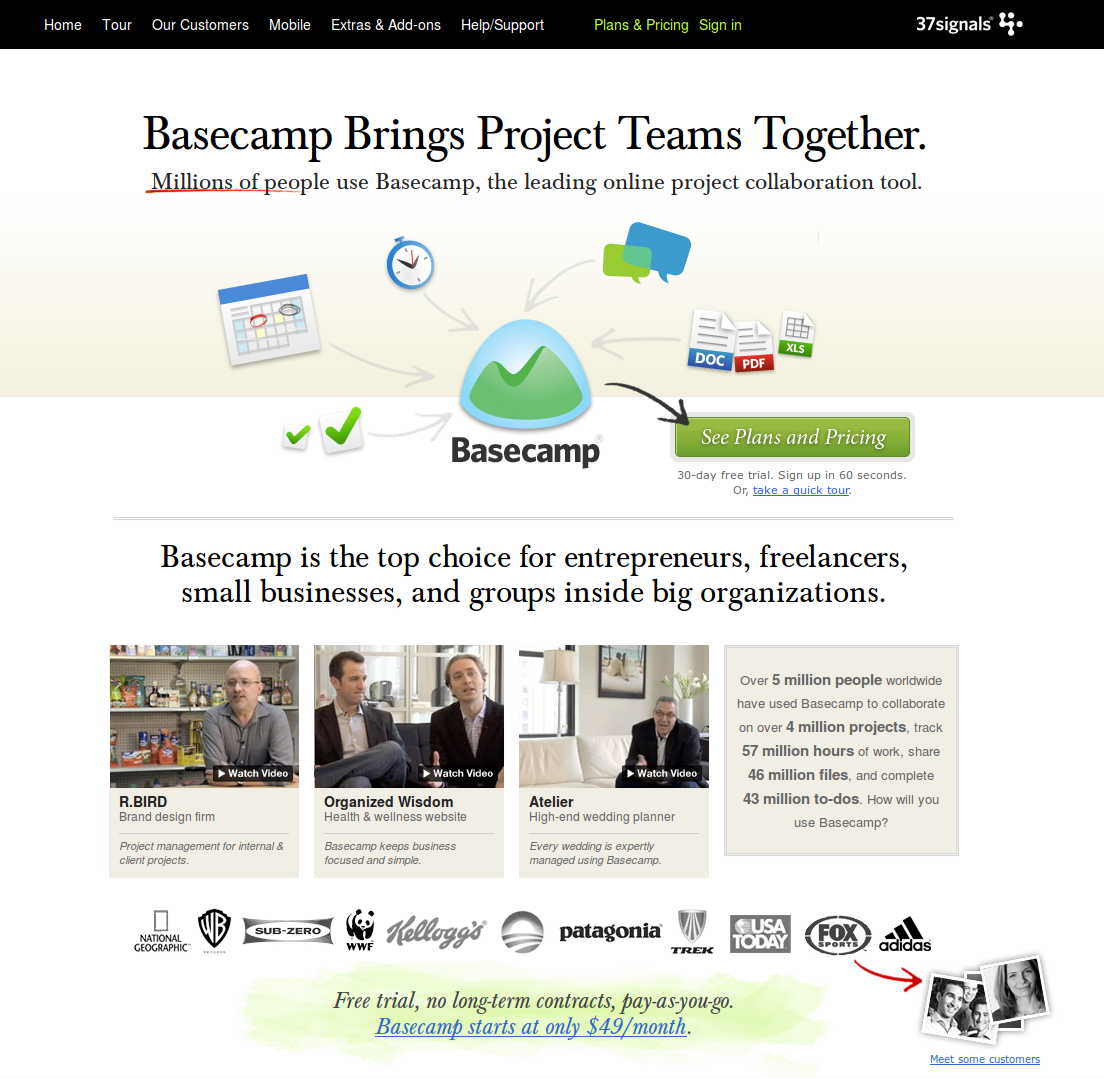 Home Tour Our Customers Mobile Extras & Add-ons Help/Support Plans & Pricing Sign in 37signals
Basecamp Brings Project Teams Together.
Millions of people use Basecamp, the leading online project collaboration tool.
DOC PDF XLS
Basecamp®
See Plans and Pricing
30-day free trial. Sign up in 60 seconds.
Or, take a quick tour.
Basecamp is the top choice for entrepreneurs, freelancers,
small businesses, and groups inside big organizations.
Watch Video
R.BIRD
Brand design firm
Project management for internal &
client projects.
Watch Video
Organized Wisdom
Health & wellness website
Basecamp keeps business
focused and simple.
Watch Video
Atelier
High-end wedding planner
Every wedding is expertly
managed using Basecamp.
Over 5 million people worldwide
have used Basecamp to collaborate
on over 4 million projects, track
57 million hours of work, share
46 million files, and complete
43 million to-dos. How will you
use Basecamp?
NATIONAL
GEOGRAPHIC™
WB
RECORDS
SUB-ZERO
WWF
Kellogg's®
patagonia®
TREK
USA
TODAY
FOX
SPORTS
adidas
Free trial, no long-term contracts, pay-as-you-go.
Basecamp starts at only $49/month.
Meet some customers